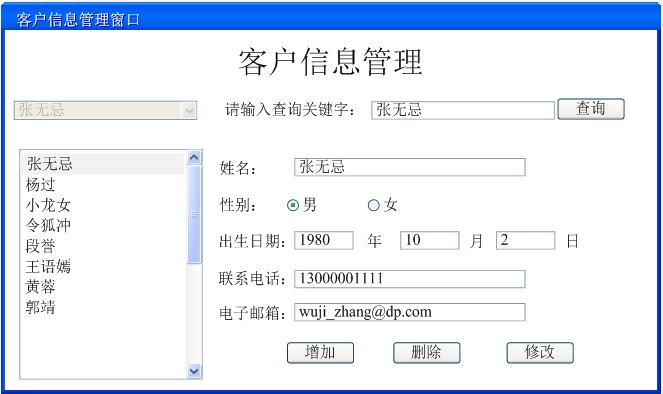 客户信息管理窗口
客户信息管理
张无忌 请输入查询关键字： 张无忌 查询
张无忌
杨过
小龙女
令狐冲
段誉
王语嫣
黄蓉
郭靖
姓名： 张无忌
性别： 男 女
出生日期： 1980 年 10 月 2 日
联系电话： 13000001111
电子邮箱： wuji_zhang@dp.com
增加 删除 修改